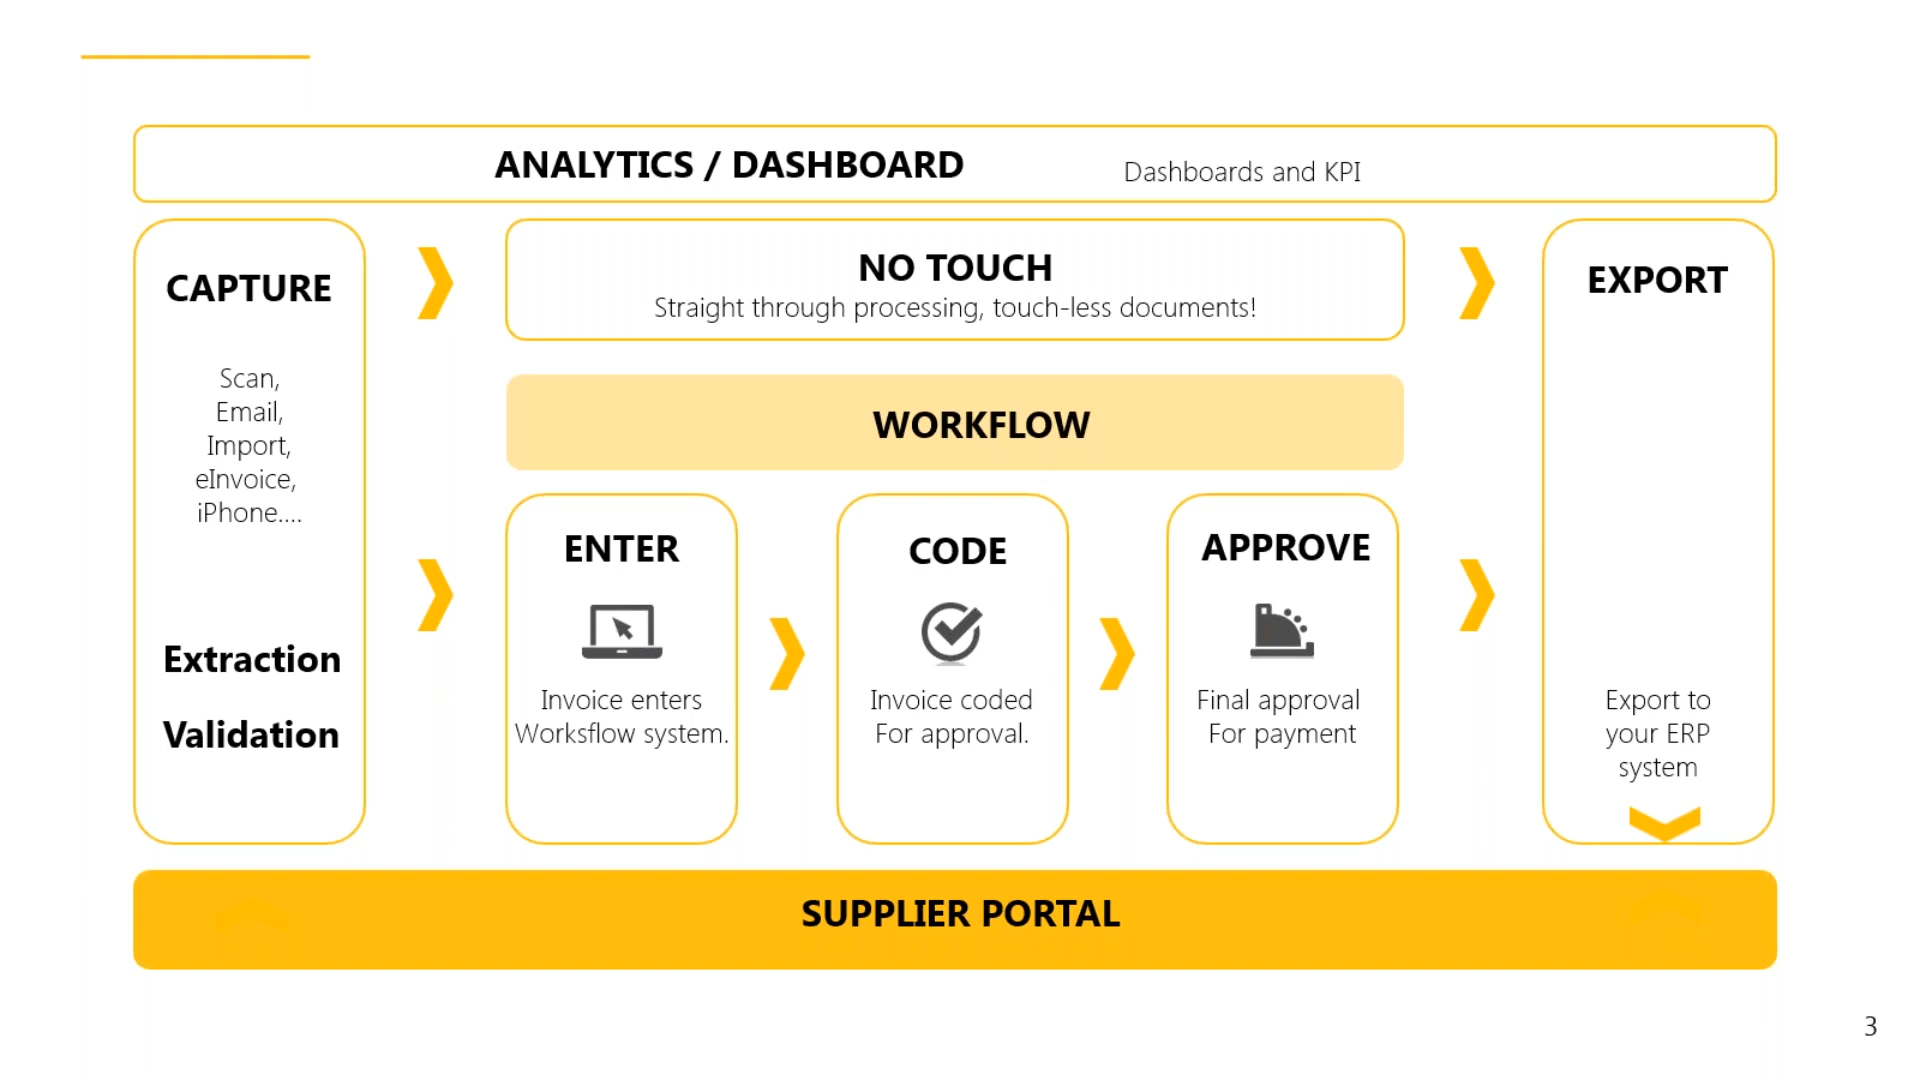 ANALYTICS / DASHBOARD
Dashboards and KPI
CAPTURE
Scan,
Email,
Import,
eInvoice,
iPhone....
Extraction
Validation
NO TOUCH
Straight through processing, touch-less documents!
WORKFLOW
ENTER
Invoice enters
Worksflow system.
CODE
Invoice coded
For approval.
APPROVE
Final approval
For payment
EXPORT
Export to
your ERP
system
SUPPLIER PORTAL
3